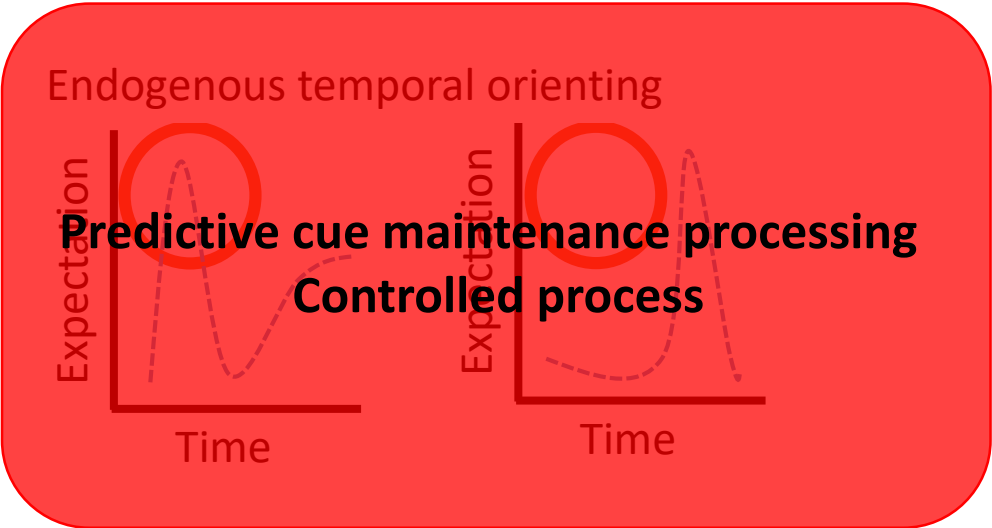 Endogenous temporal orienting
Expectation
Expectation
Predictive cue maintenance processing
Controlled process
Time
Time